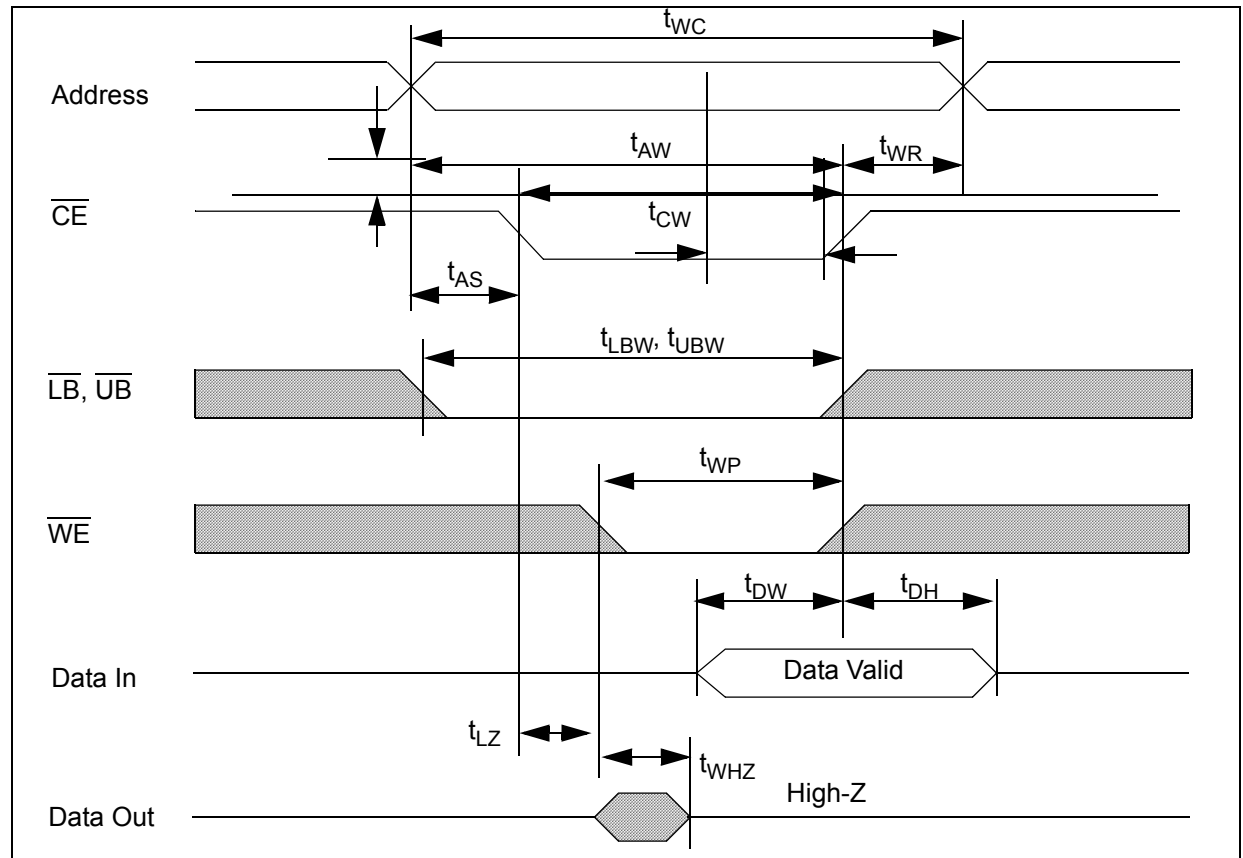 tWC
Address
tAW
tWR
CE
tCW
tAS
tLBW, tUBW
LB, UB
tWP
WE
tDW
tDH
Data In
Data Valid
tLZ
tWHZ
High-Z
Data Out